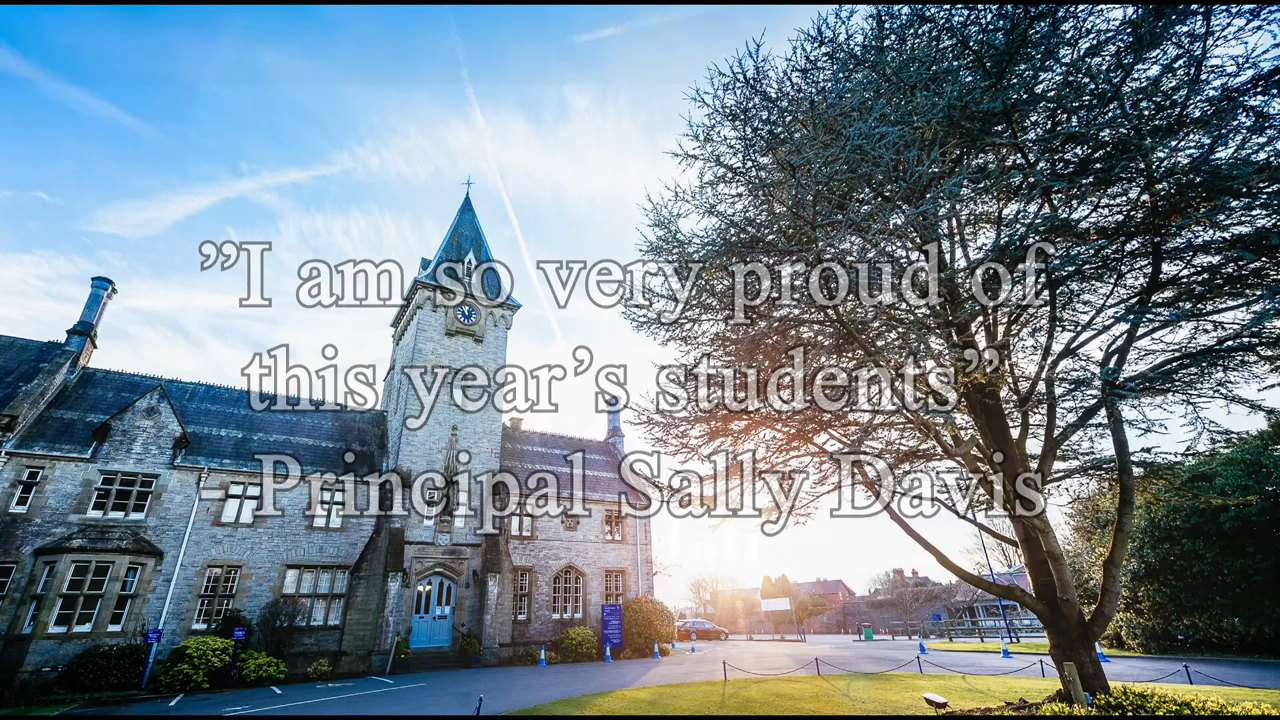 ”I am so very proud of
this year’s students”
- Principal Sally Davis